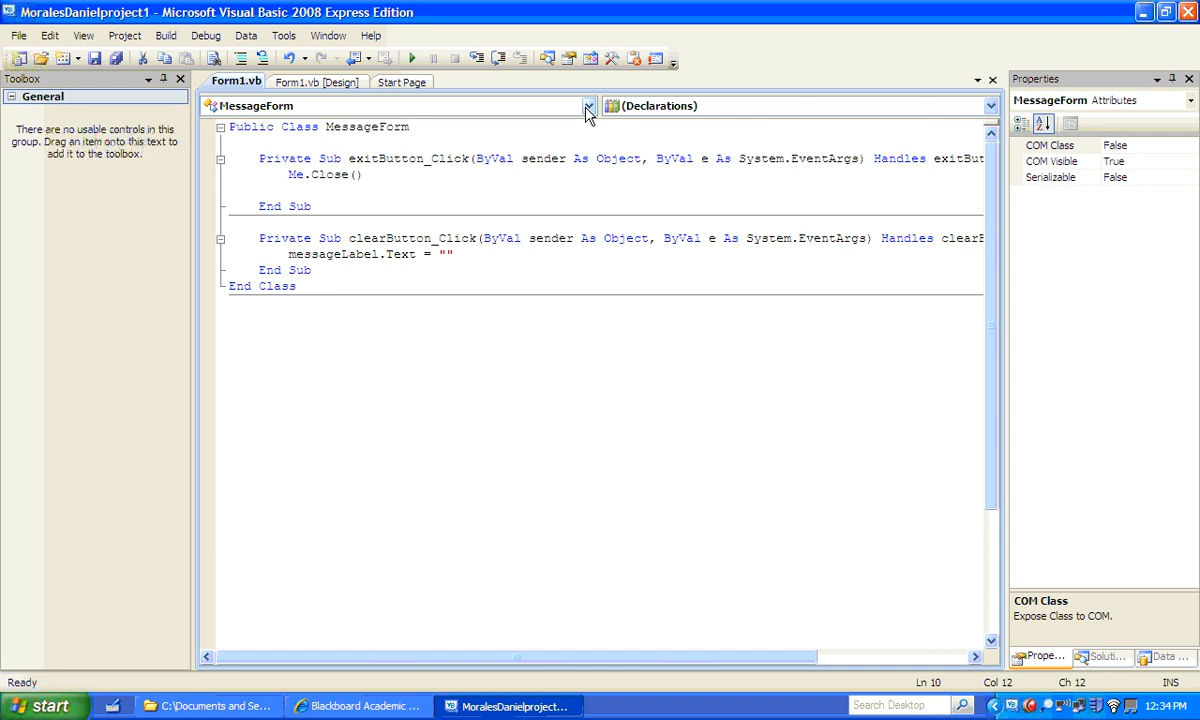 MoralesDanielproject1 - Microsoft Visual Basic 2008 Express Edition
File Edit View Project Build Debug Data Tools Window Help
Toolbox
Form1.vb Form1.vb [Design] Start Page
Properties
General
There are no usable controls in this
group. Drag an item onto this text to
add it to the toolbox.
MessageForm (Declarations)
MessageForm Attributes
Public Class MessageForm
Private Sub exitButton_Click(ByVal sender As Object, ByVal e As System.EventArgs) Handles exitBut
Me.Close()
End Sub
Private Sub clearButton_Click(ByVal sender As Object, ByVal e As System.EventArgs) Handles clearB
messageLabel.Text = ""
End Sub
End Class
COM Class False
COM Visible True
Serializable False
COM Class
Expose Class to COM.
Prope... Soluti... Data ...
Ready Ln 10 Col 12 Ch 12 INS
start C:\Documents and Se... Blackboard Academic ... MoralesDanielproject... Search Desktop 12:34 PM